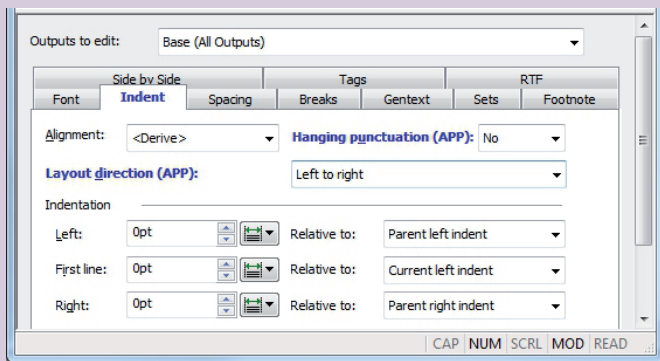 Outputs to edit: Base (All Outputs)
Side by Side Tags RTF
Font Indent Spacing Breaks Gentext Sets Footnote
Alignment: <Derive> Hanging punctuation (APP): No
Layout direction (APP): Left to right
Indentation
Left: 0pt Relative to: Parent left indent
First line: 0pt Relative to: Current left indent
Right: 0pt Relative to: Parent right indent
CAP NUM SCRL MOD READ